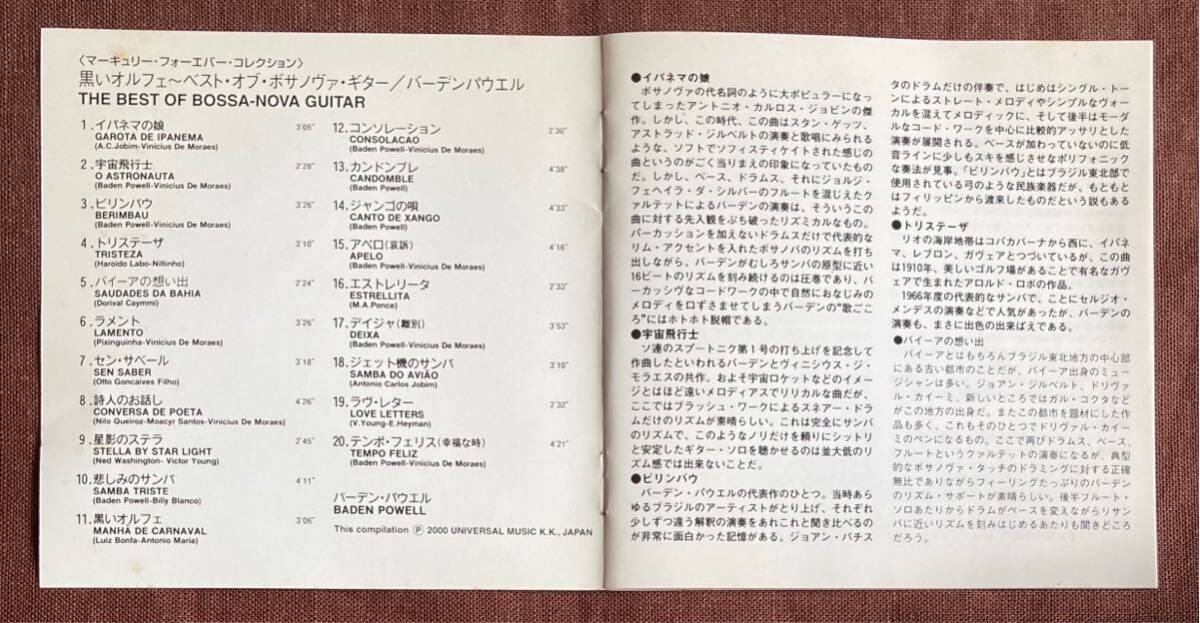 〈マーキュリー・フォーエバー・コレクション〉
黒いオルフェ〜ベスト・オブ・ボサノヴァ・ギター/バーデンパウエル
THE BEST OF BOSSA-NOVA GUITAR
1.イパネマの娘 3'05"
GAROTA DE IPANEMA
(A.C.Jobim-Vinicius De Moraes)
2.宇宙飛行士 2'28"
O ASTRONAUTA
(Baden Powell-Vinicius De Moraes)
3.ビリンバウ 3'26"
BERIMBAU
(Baden Powell-Vinicius De Moraes)
4.トリステーザ 3'10"
TRISTEZA
(Haroido Labo-Niltinho)
5.バイーアの想い出 2'24"
SAUDADES DA BAHIA
(Dorival Caymmi)
6.ラメント 3'26"
LAMENTO
(Pixinguinha-Vinicius De Moraes)
7.セン・サベール 3'18"
SEN SABER
(Otto Goncaives Filho)
8.詩人のお話し 4'26"
CONVERSA DE POETA
(Nilo Queiroz-Moacyr Santos-Vinicius De Moraes)
9.星影のステラ 2'45"
STELLA BY STAR LIGHT
(Ned Washington- Victor Young)
10.悲しみのサンバ 4'11"
SAMBA TRISTE
(Baden Powell-Billy Blanco)
11.黒いオルフェ 3'06"
MANHA DE CARNAVAL
(Luiz Bonfa-Antonio Maria)
12.コンソレーション 2'30"
CONSOLACAO
(Baden Powell-Vinicius De Moraes)
13.カンドンブレ 4'38"
CANDOMBLE
(Baden Powell)
14.ジャンゴの唄 4'33"
CANTO DE XANGO
(Baden Powell)
15.アペロ(哀訴) 4'16"
APELO
(Baden Powell-Vinicius De Moraes)
16.エストレリータ 2'33"
ESTRELLITA
(M.A.Ponce)
17.デイジャ(離別) 3'53"
DEIXA
(Baden Powell-Vinicius De Moraes)
18.ジェット機のサンバ 3'10"
SAMBA DO AVIÃO
(Antonio Carlos Jobim)
19.ラヴ・レター 2'32"
LOVE LETTERS
(V.Young-E.Heyman)
20.テンポ・フェリス(幸福な時) 4'21"
TEMPO FELIZ
(Baden Powell-Vinicius De Moraes)
バーデン・パウエル
BADEN POWELL
This compilation Ⓟ 2000 UNIVERSAL MUSIC K.K., JAPAN
●イパネマの娘
ボサノヴァの代名詞のように大ポピュラーになっ
てしまったアントニオ・カルロス・ジョビンの傑
作。しかし、この時代、この曲はスタン・ゲッツ、
アストラッド・ジルベルトの演奏と歌唱にみられる
ような、ソフトでソフィスティケイトされた感じの
曲というのがごく当りまえの印象になっていたもの
だ。しかし、ベース、ドラムス、それにジョルジ・
フェヘイラ・ダ・シルバーのフルートを混じえたク
ァルテットによるバーデンの演奏は、そういうこの
曲に対する先入観をぶち破ったリズミカルなもの。
パーカッションを加えないドラムスだけで代表的な
リム・アクセントを入れたボサノバのリズムを打ち
出しながら、バーデンがむしろサンバの原型に近い
16ビートのリズムを刻み続けるのは圧巻であり、パ
ーカッシヴなコードワークの中で自然におなじみの
メロディを口ずさませてしまうバーデンの“歌ごこ
ろ”にはホトホト脱帽である。
●宇宙飛行士
ソ連のスプートニク第1号の打ち上げを記念して
作曲したといわれるバーデンとヴィニシウス・ジ・
モラエスの共作。およそ宇宙ロケットなどのイメー
ジとはほど遠いメロディアスでリリカルな曲だが、
ここではブラッシュ・ワークによるスネアー・ドラ
ムだけのリズムが素晴らしい。これは完全にサンバ
のリズムで、このようなノリだけを頼りにシットリ
と安定したギター・ソロを聴かせるのは並大低のリ
ズム感では出来ないことだ。
●ビリンバウ
バーデン・パウエルの代表作のひとつ。当時あら
ゆるブラジルのアーティストがとり上げ、それぞれ
少しずつ違う解釈の演奏をあれこれと聞き比べるの
が非常に面白かった記憶がある。ジョアン・バチス
タのドラムだけの伴奏で、はじめはシングル・トー
ンによるストレート・メロディやシンプルなヴォー
カルを混えてメロディックに、そして後半はモーダ
ルなコード・ワークを中心に比較的アッサリとした
演奏が展開される。ベースが加わっていないのに低
音ラインに少しもスキを感じさせなポリフォニック
な奏法が見事。「ビリンバウ」とはブラジル東北部で
使用されている弓のような民族楽器だが、もともと
はフィリッピンから渡来したものだという説もある
ようだ。
●トリステーザ
リオの海岸地帯はコパカバーナから西に、イパネ
マ、レブロン、ガヴェアとつづいているが、この曲
は1910年、美しいゴルフ場があることで有名なガヴ
ェアで生まれたアロルド・ロボの作品。
1966年度の代表的なサンバで、ことにセルジオ・
メンデスの演奏などで人気があったが、バーデンの
演奏も、まさに出色の出来ばえである。
●バイーアの想い出
バイーアとはもちろんブラジル東北地方の中心部
にある古い都市のことだが、バイーア出身のミュー
ジシャンは多い。ジョアン・ジルベルト、ドリヴァ
ル・カイーミ、新しいところではガル・コクタなど
がこの地方の出身だ。またこの都市を題材にした作
品も多く、これもそのひとつでドリヴァル・カイー
ミのペンになるもの。ここで再びドラムス、ベース、
フルートというクァルテットの演奏になるが、典型
的なボサノヴァ・タッチのドラミングに対する正確
無比でありながらフィーリングたっぷりのバーデン
のリズム・サポートが素晴らしい。後半フルート・
ソロあたりからドラムがペースを変えながらリサン
バに近いリズムを刻みはじめるあたりも聞きどころ
だろう。